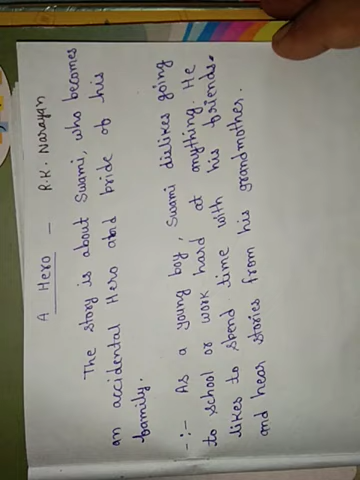 A Hero - R.K. Narayan
The story is about Swami, who becomes
an accidental Hero and bride of his
family.
-:- As a young boy, Swami dislikes going
to school or work hard at anything. He
likes to spend time with his friends.
and hear stories from his grandmother.